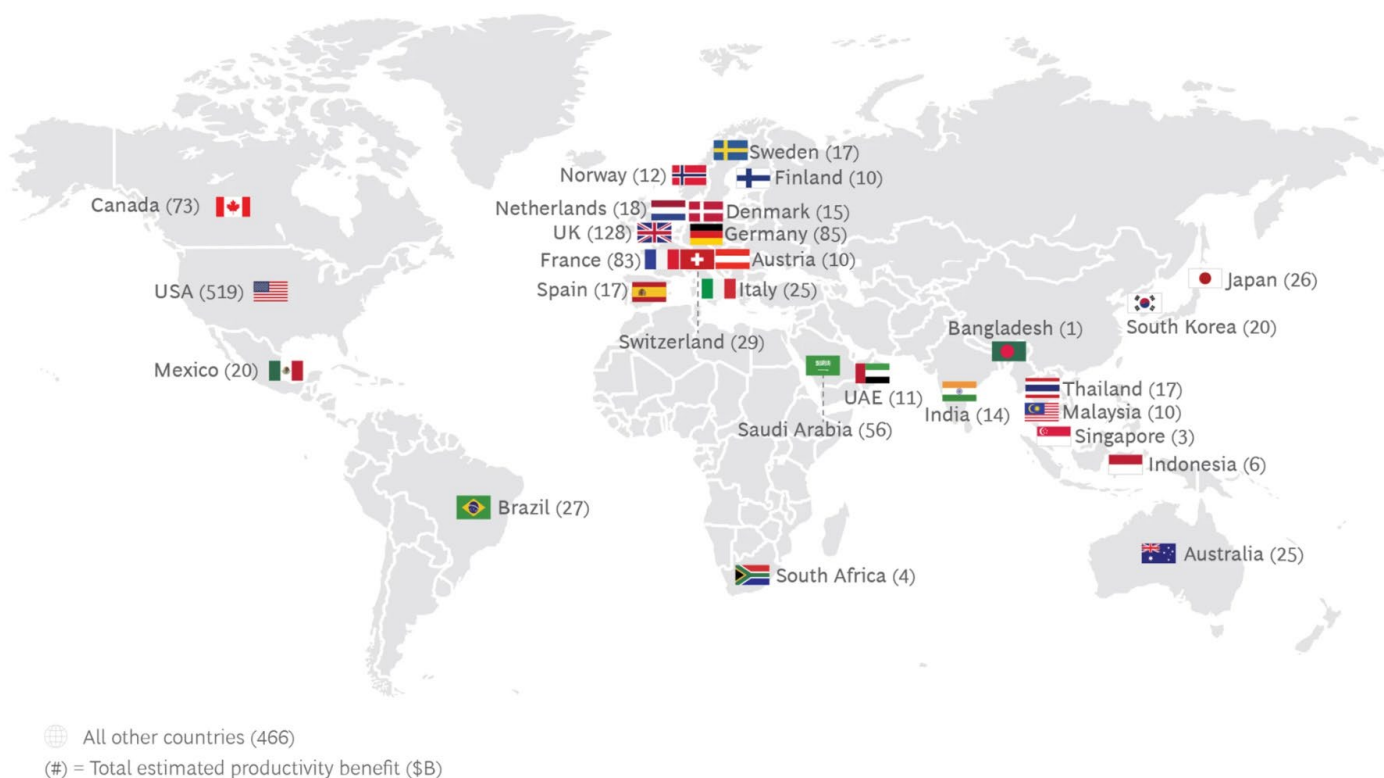 Sweden (17)
Norway (12)
Finland (10)
Canada (73)
Netherlands (18)
Denmark (15)
UK (128)
Germany (85)
France (83)
Austria (10)
USA (519)
Spain (17)
Italy (25)
Japan (26)
South Korea (20)
Bangladesh (1)
Switzerland (29)
Mexico (20)
UAE (11)
India (14)
Thailand (17)
Malaysia (10)
Saudi Arabia (56)
Singapore (3)
Indonesia (6)
Brazil (27)
Australia (25)
South Africa (4)
All other countries (466)
(#) = Total estimated productivity benefit ($B)